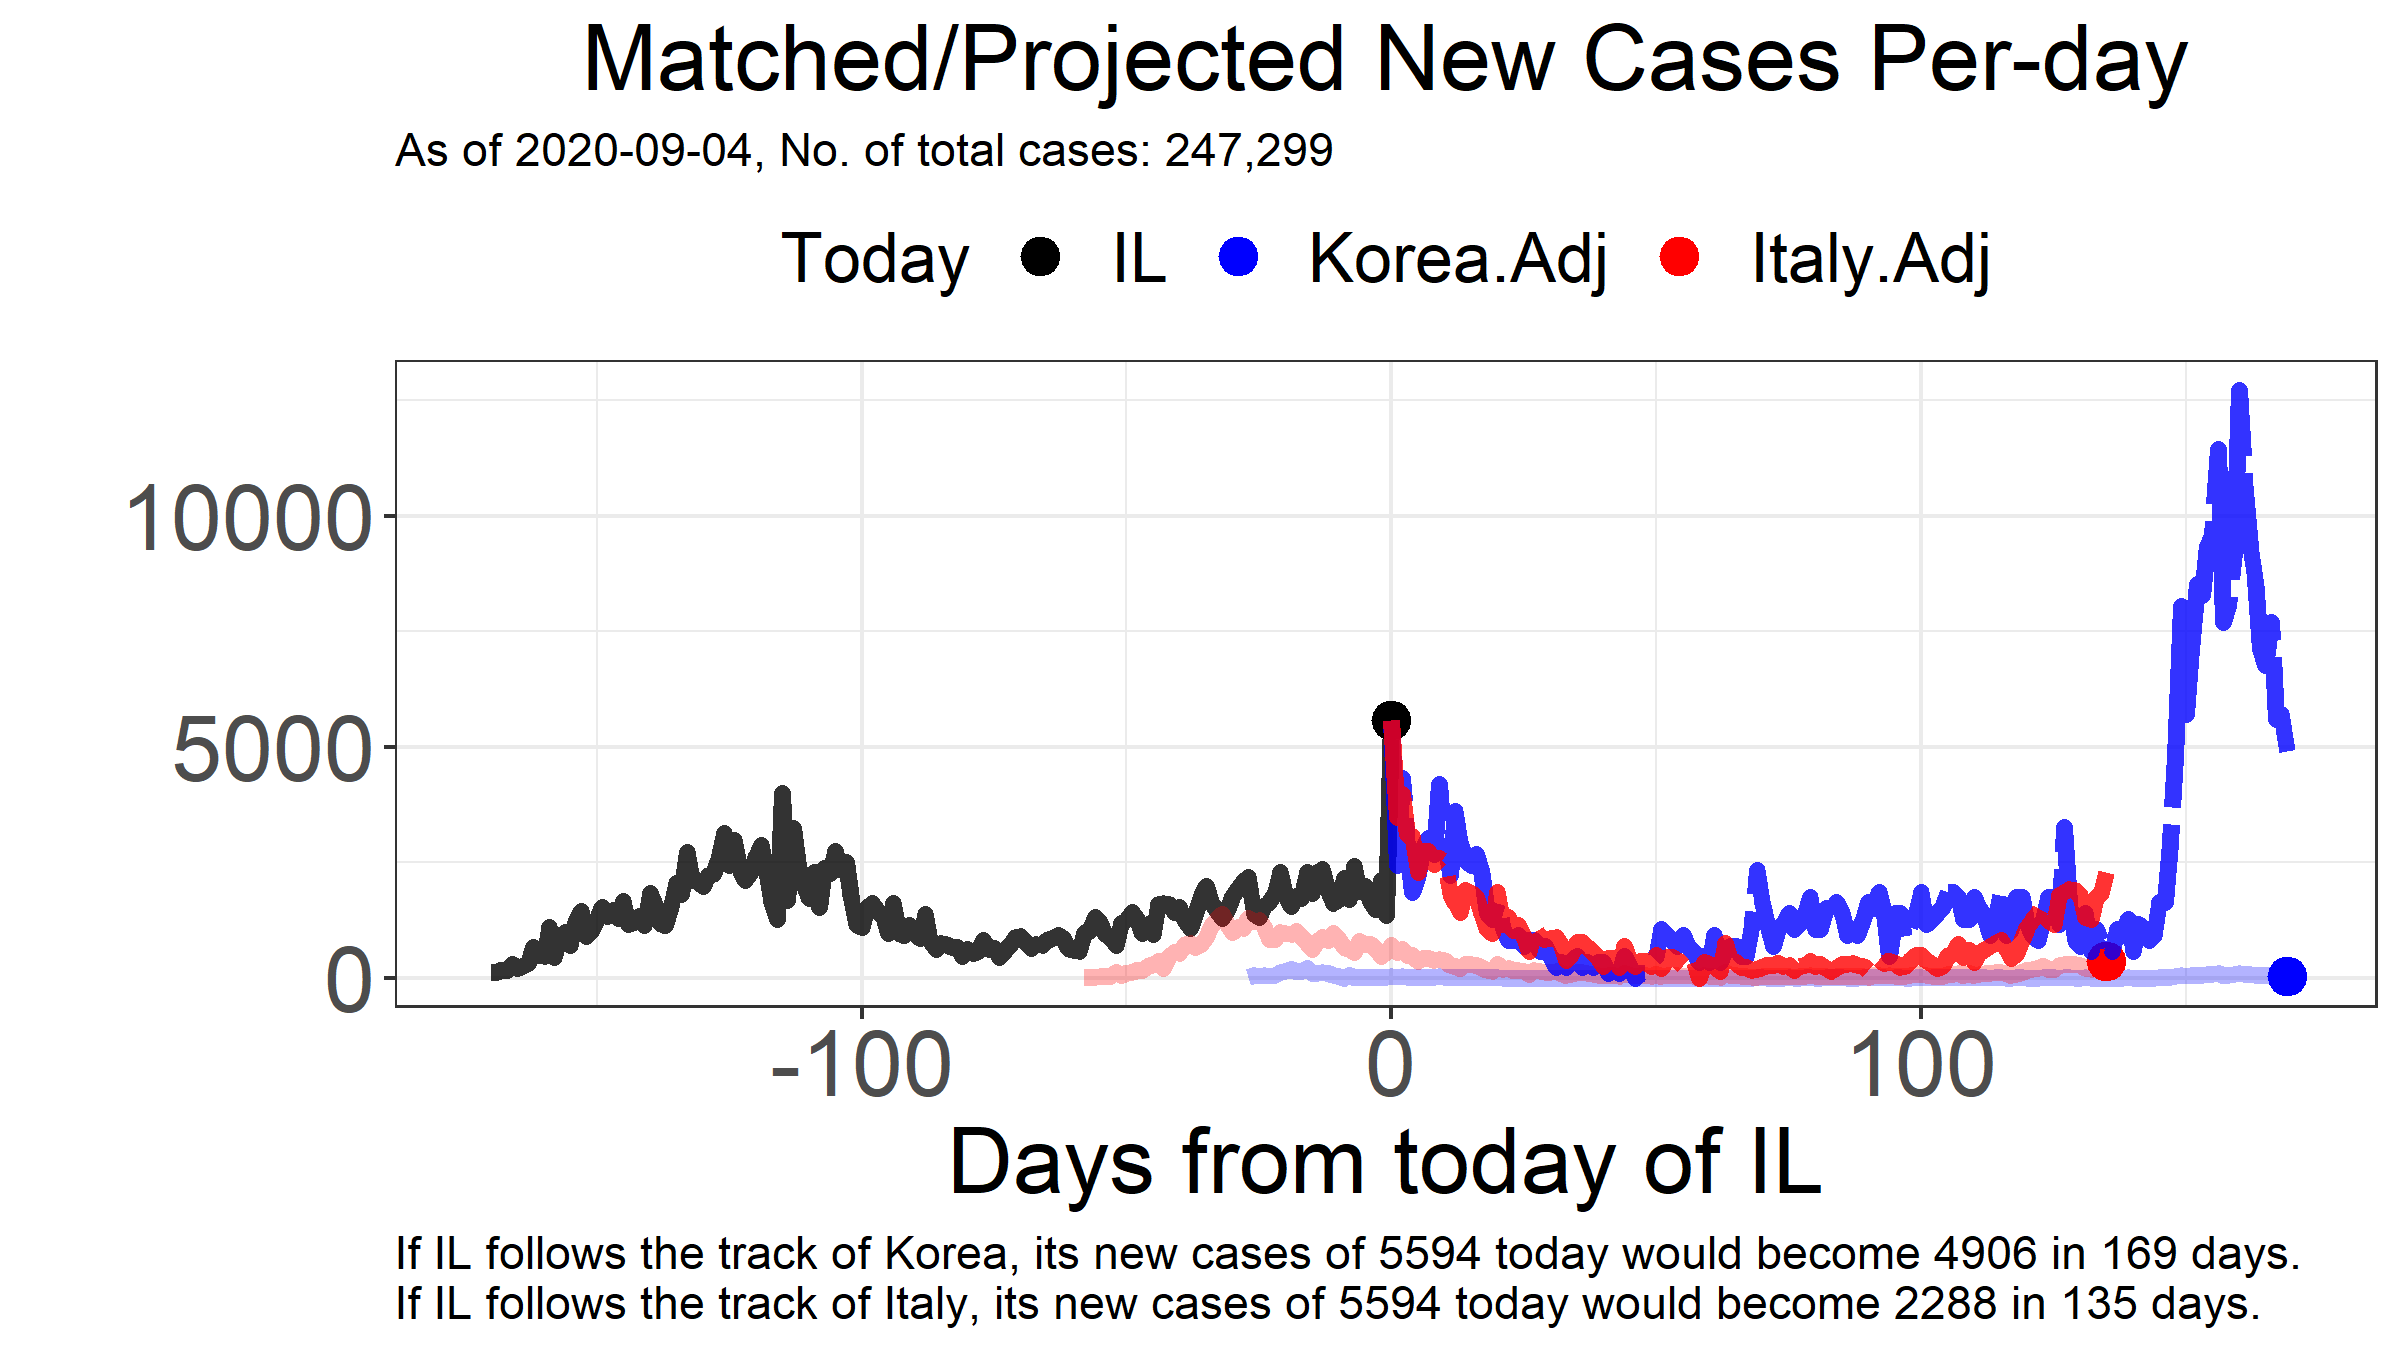 Matched/Projected New Cases Per-day
As of 2020-09-04, No. of total cases: 247,299
Today IL Korea.Adj Italy.Adj
10000
5000
0
-100 0 100
Days from today of IL
If IL follows the track of Korea, its new cases of 5594 today would become 4906 in 169 days.
If IL follows the track of Italy, its new cases of 5594 today would become 2288 in 135 days.